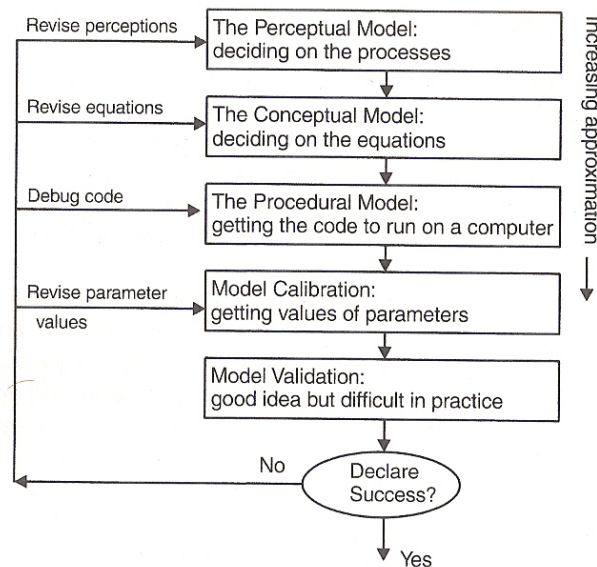 Revise perceptions
The Perceptual Model:
deciding on the processes
Revise equations
The Conceptual Model:
deciding on the equations
Debug code
The Procedural Model:
getting the code to run on a computer
Revise parameter
values
Model Calibration:
getting values of parameters
Model Validation:
good idea but difficult in practice
No
Declare
Success?
Yes
Increasing approximation